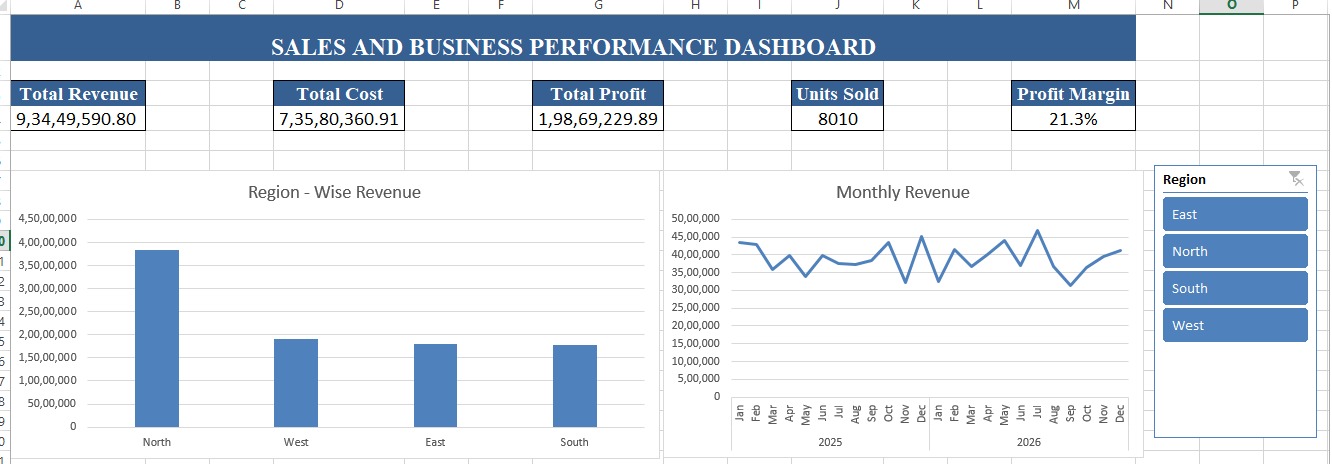 A B C D E F G H I J K L M N O P
SALES AND BUSINESS PERFORMANCE DASHBOARD
Total Revenue Total Cost Total Profit Units Sold Profit Margin
9,34,49,590.80 7,35,80,360.91 1,98,69,229.89 8010 21.3%
Region - Wise Revenue
4,50,00,000
4,00,00,000
3,50,00,000
3,00,00,000
2,50,00,000
2,00,00,000
1,50,00,000
1,00,00,000
50,00,000
0
North West East South
Monthly Revenue
50,00,000
45,00,000
40,00,000
35,00,000
30,00,000
25,00,000
20,00,000
15,00,000
10,00,000
5,00,000
0
Jan Feb Mar Apr May Jun Jul Aug Sep Oct Nov Dec Jan Feb Mar Apr May Jun Jul Aug Sep Oct Nov Dec
2025 2026
Region
East
North
South
West